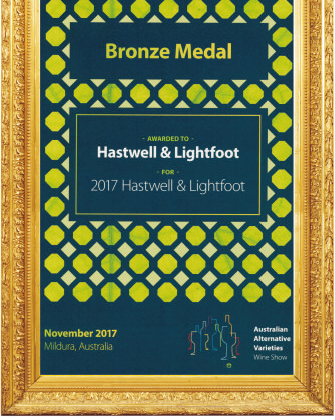 Bronze Medal
- AWARDED TO -
Hastwell & Lightfoot
- FOR -
2017 Hastwell & Lightfoot
November 2017
Mildura, Australia
Australian
Alternative
Varieties
Wine Show